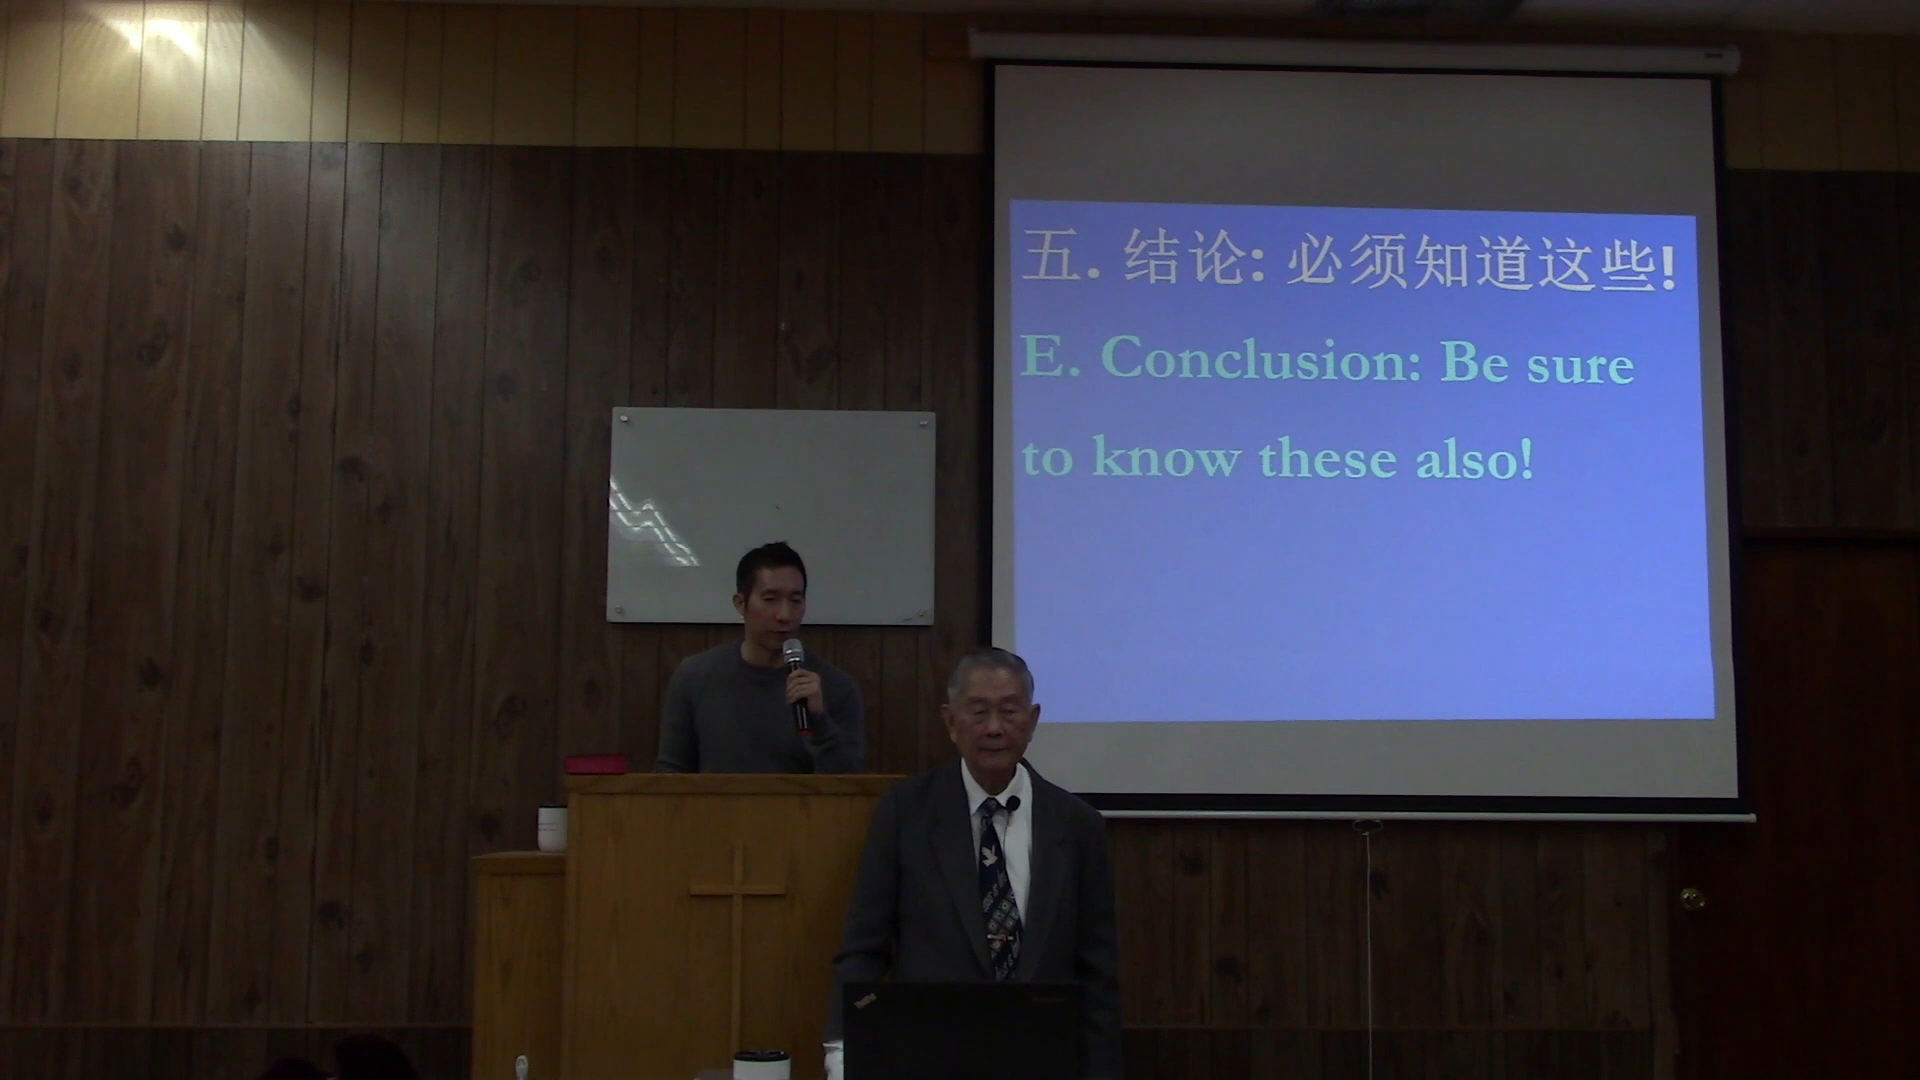 五. 结论: 必须知道这些!
E. Conclusion: Be sure
to know these also!